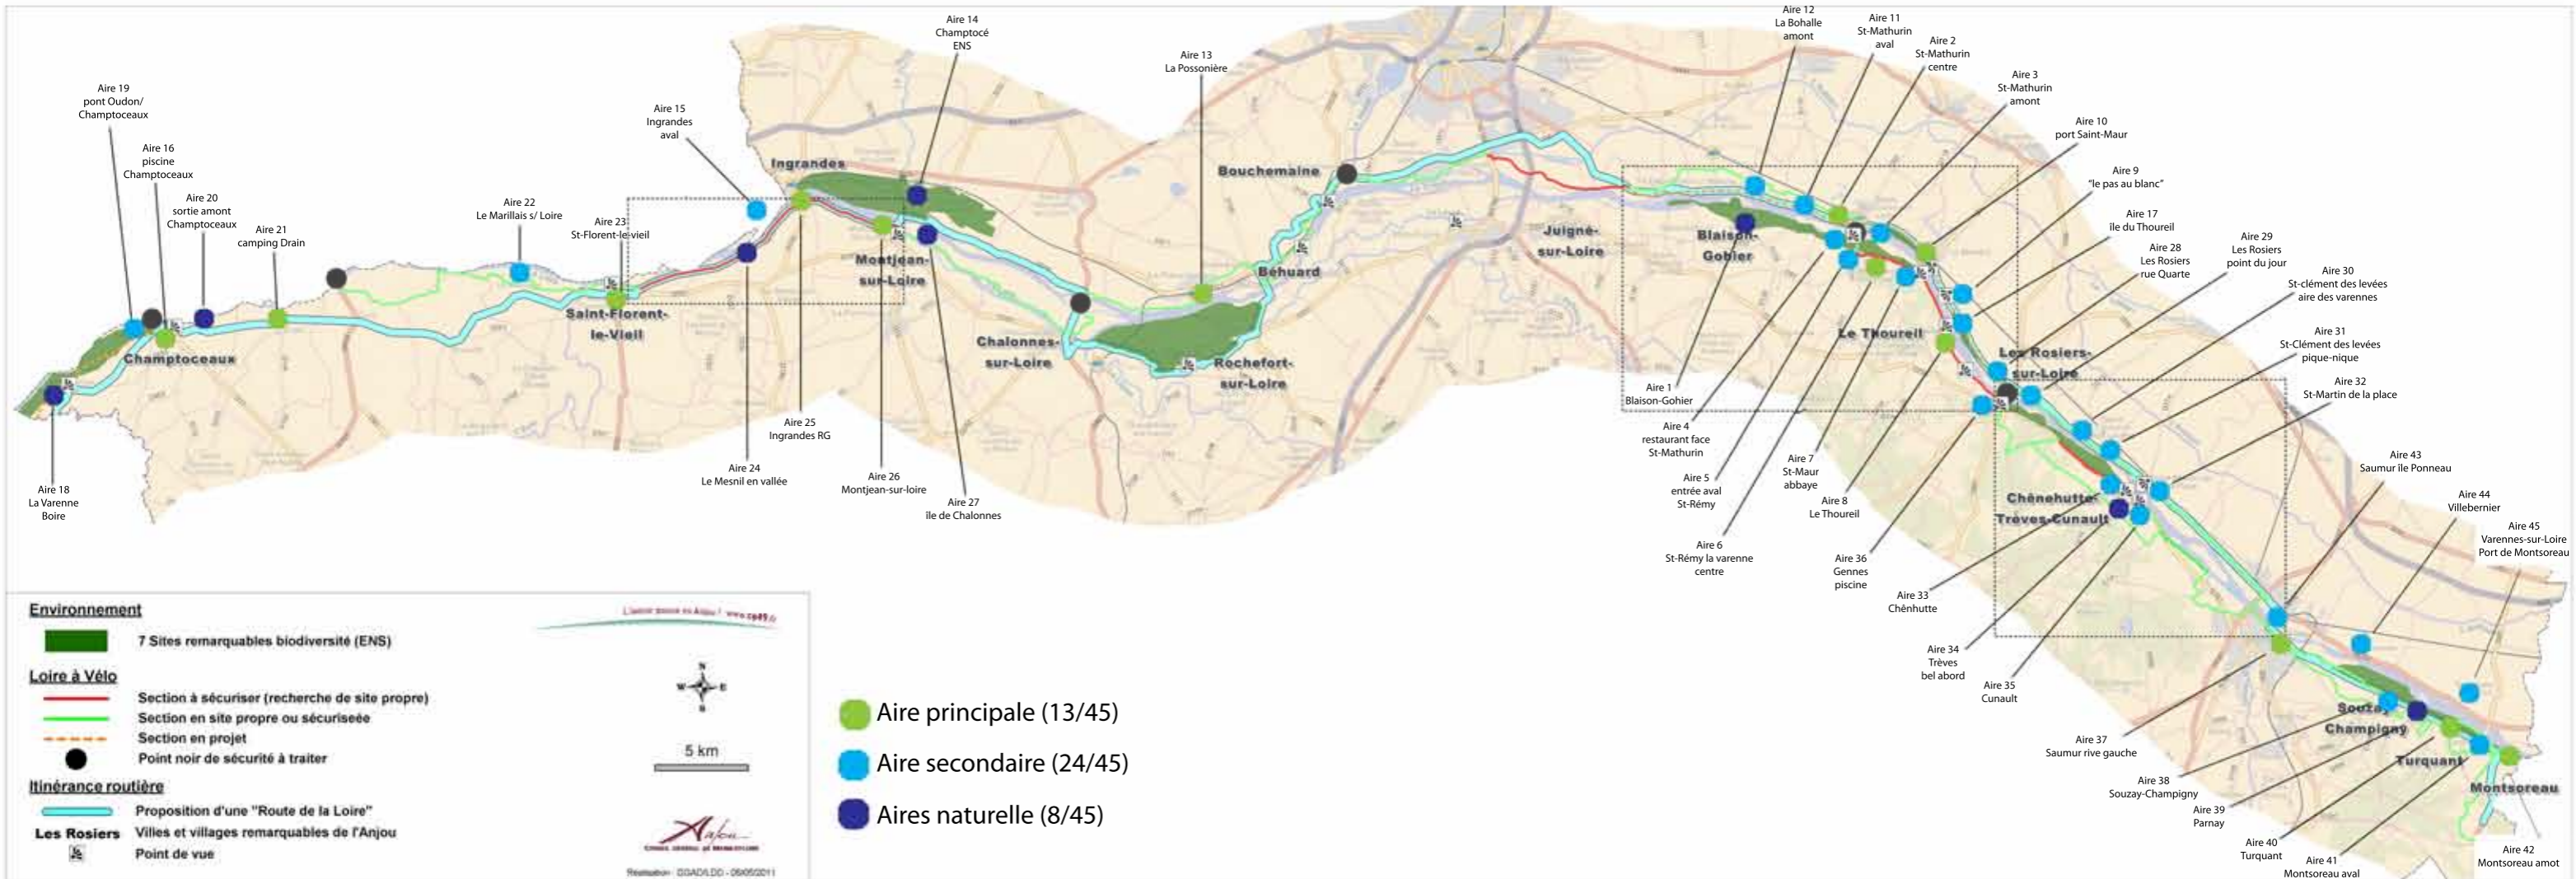 Aire 19
pont Oudon/
Champtoceaux
Aire 16
piscine
Champtoceaux
Aire 20
sortie amont
Champtoceaux
Aire 21
camping Drain
Aire 22
Le Marillais s/ Loire
Aire 23
St-Florent-le-vieil
Aire 15
Ingrandes
aval
Aire 14
Champtocé
ENS
Aire 13
La Possonière
Aire 12
La Bohalle
amont
Aire 11
St-Mathurin
aval
Aire 2
St-Mathurin
centre
Aire 3
St-Mathurin
amont
Aire 10
port Saint-Maur
Aire 9
"le pas au blanc"
Aire 17
île du Thoureil
Aire 28
Les Rosiers
rue Quarte
Aire 29
Les Rosiers
point du jour
Aire 30
St-clément des levées
aire des varennes
Aire 31
St-Clément des levées
pique-nique
Aire 32
St-Martin de la place
Aire 43
Saumur île Ponneau
Aire 44
Villebernier
Aire 45
Varennes-sur-Loire
Port de Montsoreau
Ingrandes
Champtoceaux
Saint-Florent-
le-Vieil
Montjean-
sur-Loire
Chalonnes-
sur-Loire
Rochefort-
sur-Loire
Béhuard
Bouchemaine
Juigné-
sur-Loire
Blaison-
Gohier
Le Thoureil
Les Rosiers-
sur-Loire
Chênehutte-
Trèves-Cunault
Souzay
Champigny
Turquant
Montsoreau
Aire 18
La Varenne
Boire
Aire 24
Le Mesnil en vallée
Aire 25
Ingrandes RG
Aire 26
Montjean-sur-loire
Aire 27
île de Chalonnes
Aire 1
Blaison-Gohier
Aire 4
restaurant face
St-Mathurin
Aire 5
entrée aval
St-Rémy
Aire 6
St-Rémy la varenne
centre
Aire 7
St-Maur
abbaye
Aire 8
Le Thoureil
Aire 36
Gennes
piscine
Aire 33
Chênhutte
Aire 34
Trèves
bel abord
Aire 35
Cunault
Aire 37
Saumur rive gauche
Aire 38
Souzay-Champigny
Aire 39
Parnay
Aire 40
Turquant
Aire 41
Montsoreau aval
Aire 42
Montsoreau amot
Environnement
7 Sites remarquables biodiversité (ENS)
Loire à Vélo
Section à sécuriser (recherche de site propre)
Section en site propre ou sécuriseée
Section en projet
Point noir de sécurité à traiter
Itinérance routière
Proposition d'une "Route de la Loire"
Les Rosiers Villes et villages remarquables de l'Anjou
Point de vue
www.cg49.fr
N
W E
S
5 km
Anjou
Réalisation : DGAD/LDD - 06/05/2011
Aire principale (13/45)
Aire secondaire (24/45)
Aires naturelle (8/45)